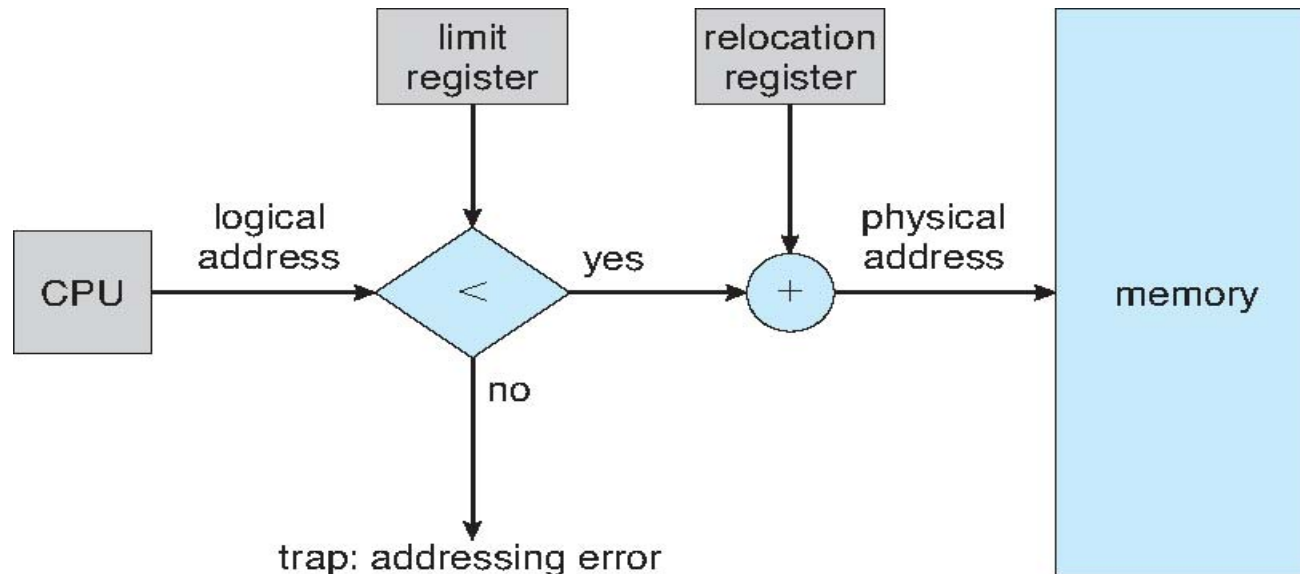 limit
register
relocation
register
logical
address
physical
address
CPU
<
yes
+
memory
no
trap: addressing error